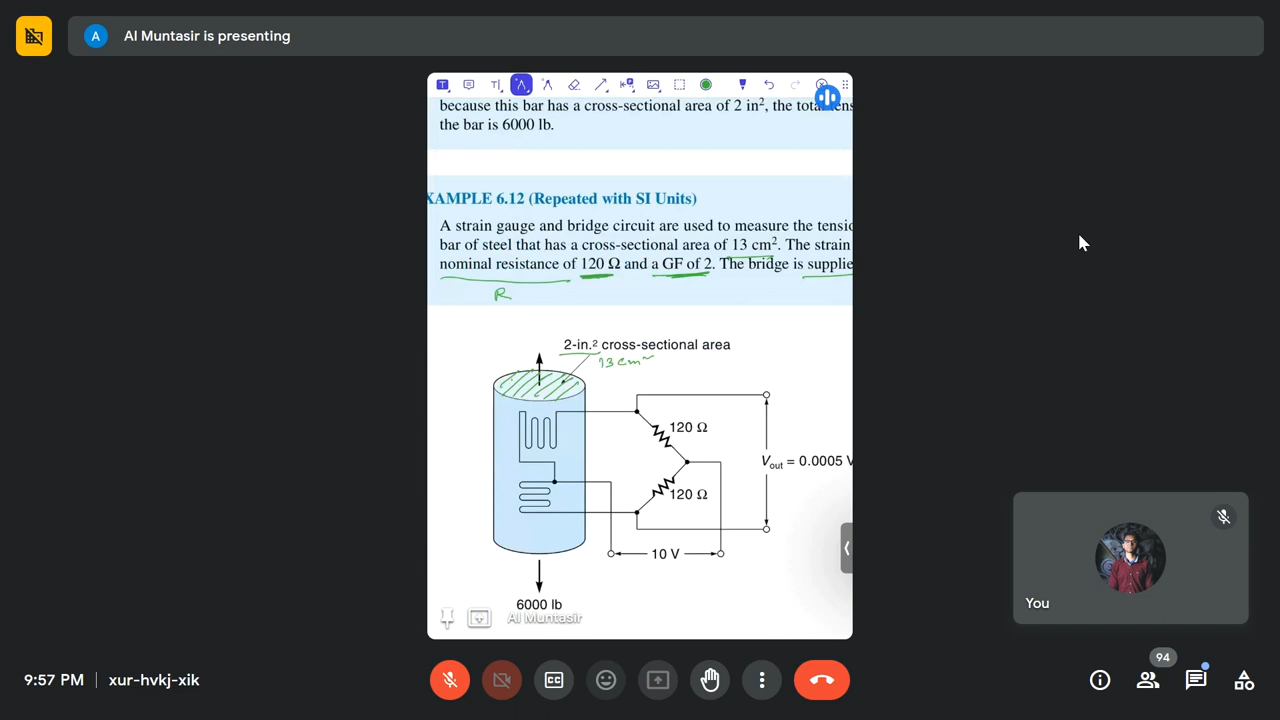 A
Al Muntasir is presenting
because this bar has a cross-sectional area of 2 in², the total tens
the bar is 6000 lb.
XAMPLE 6.12 (Repeated with SI Units)
A strain gauge and bridge circuit are used to measure the tensio
bar of steel that has a cross-sectional area of 13 cm². The strain
nominal resistance of 120 Ω and a GF of 2. The bridge is supplie
R
2-in.² cross-sectional area
13 cm²
120 Ω
Vout = 0.0005 V
120 Ω
10 V
6000 lb
Al Muntasir
You
9:57 PM | xur-hvkj-xik
CC
94